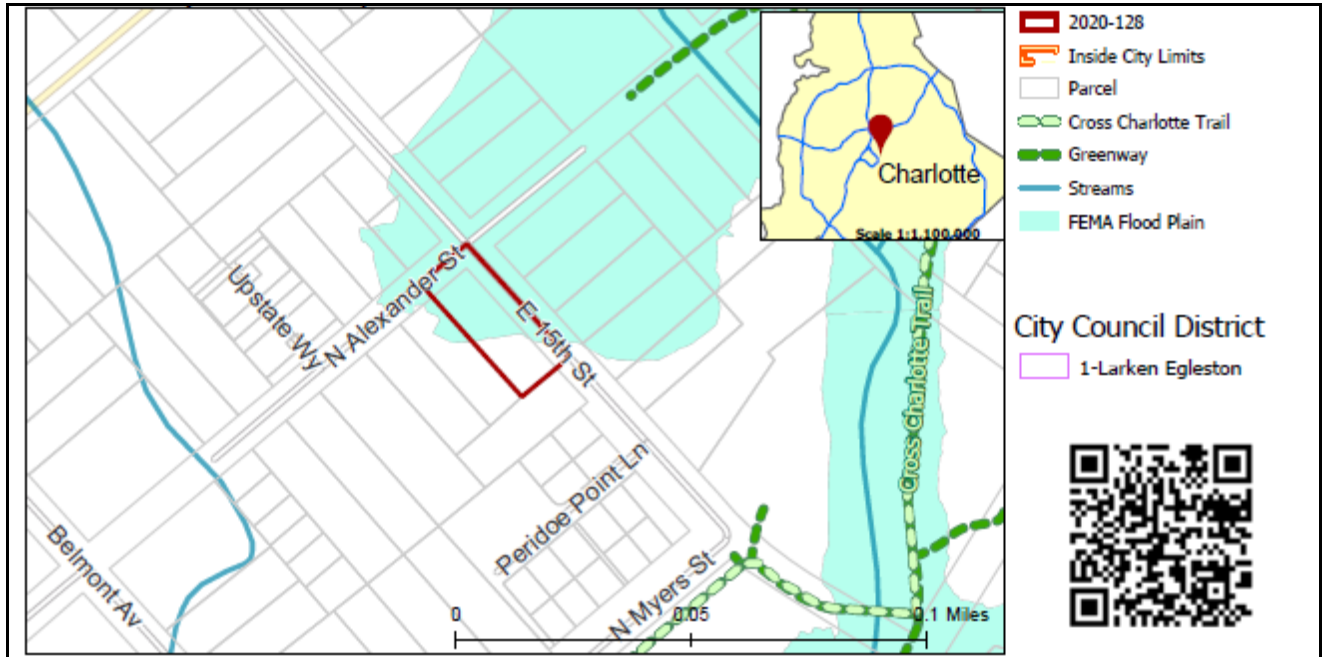 Charlotte
Scale 1:1,100,000
Upstate Wy
N Alexander St
E 15th St
Cross Charlotte Trail
Peridoe Point Ln
N Myers St
Belmont Av
0 0.05 0.1 Miles
2020-128
Inside City Limits
Parcel
Cross Charlotte Trail
Greenway
Streams
FEMA Flood Plain
City Council District
1-Larken Egleston